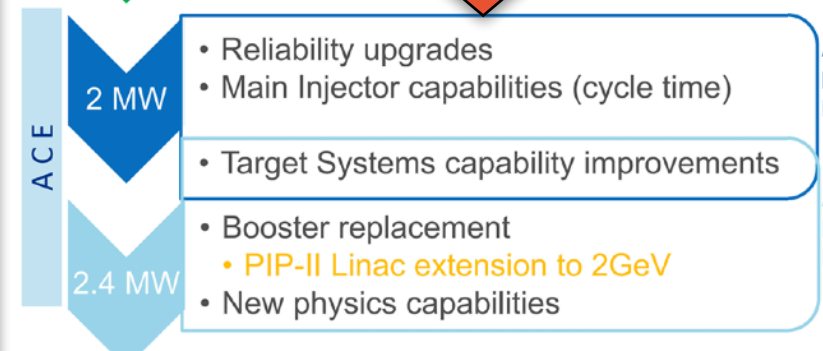 ACE
2 MW
• Reliability upgrades
• Main Injector capabilities (cycle time)
• Target Systems capability improvements
2.4 MW
• Booster replacement
• PIP-II Linac extension to 2GeV
• New physics capabilities